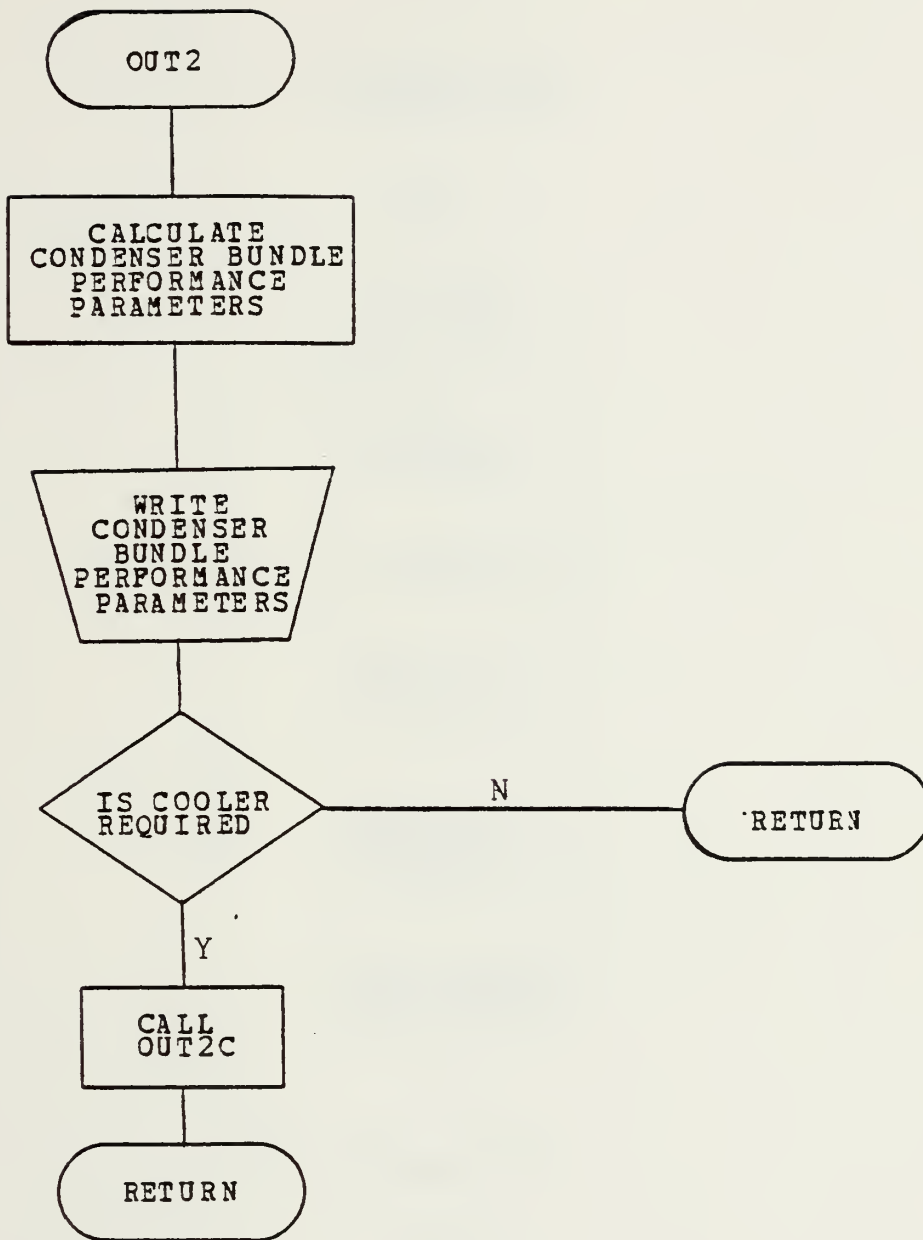 OUT2
CALCULATE
CONDENSER BUNDLE
PERFORMANCE
PARAMETERS
WRITE
CONDENSER
BUNDLE
PERFORMANCE
PARAMETERS
IS COOLER
REQUIRED
N
RETURN
Y
CALL
OUT2C
RETURN